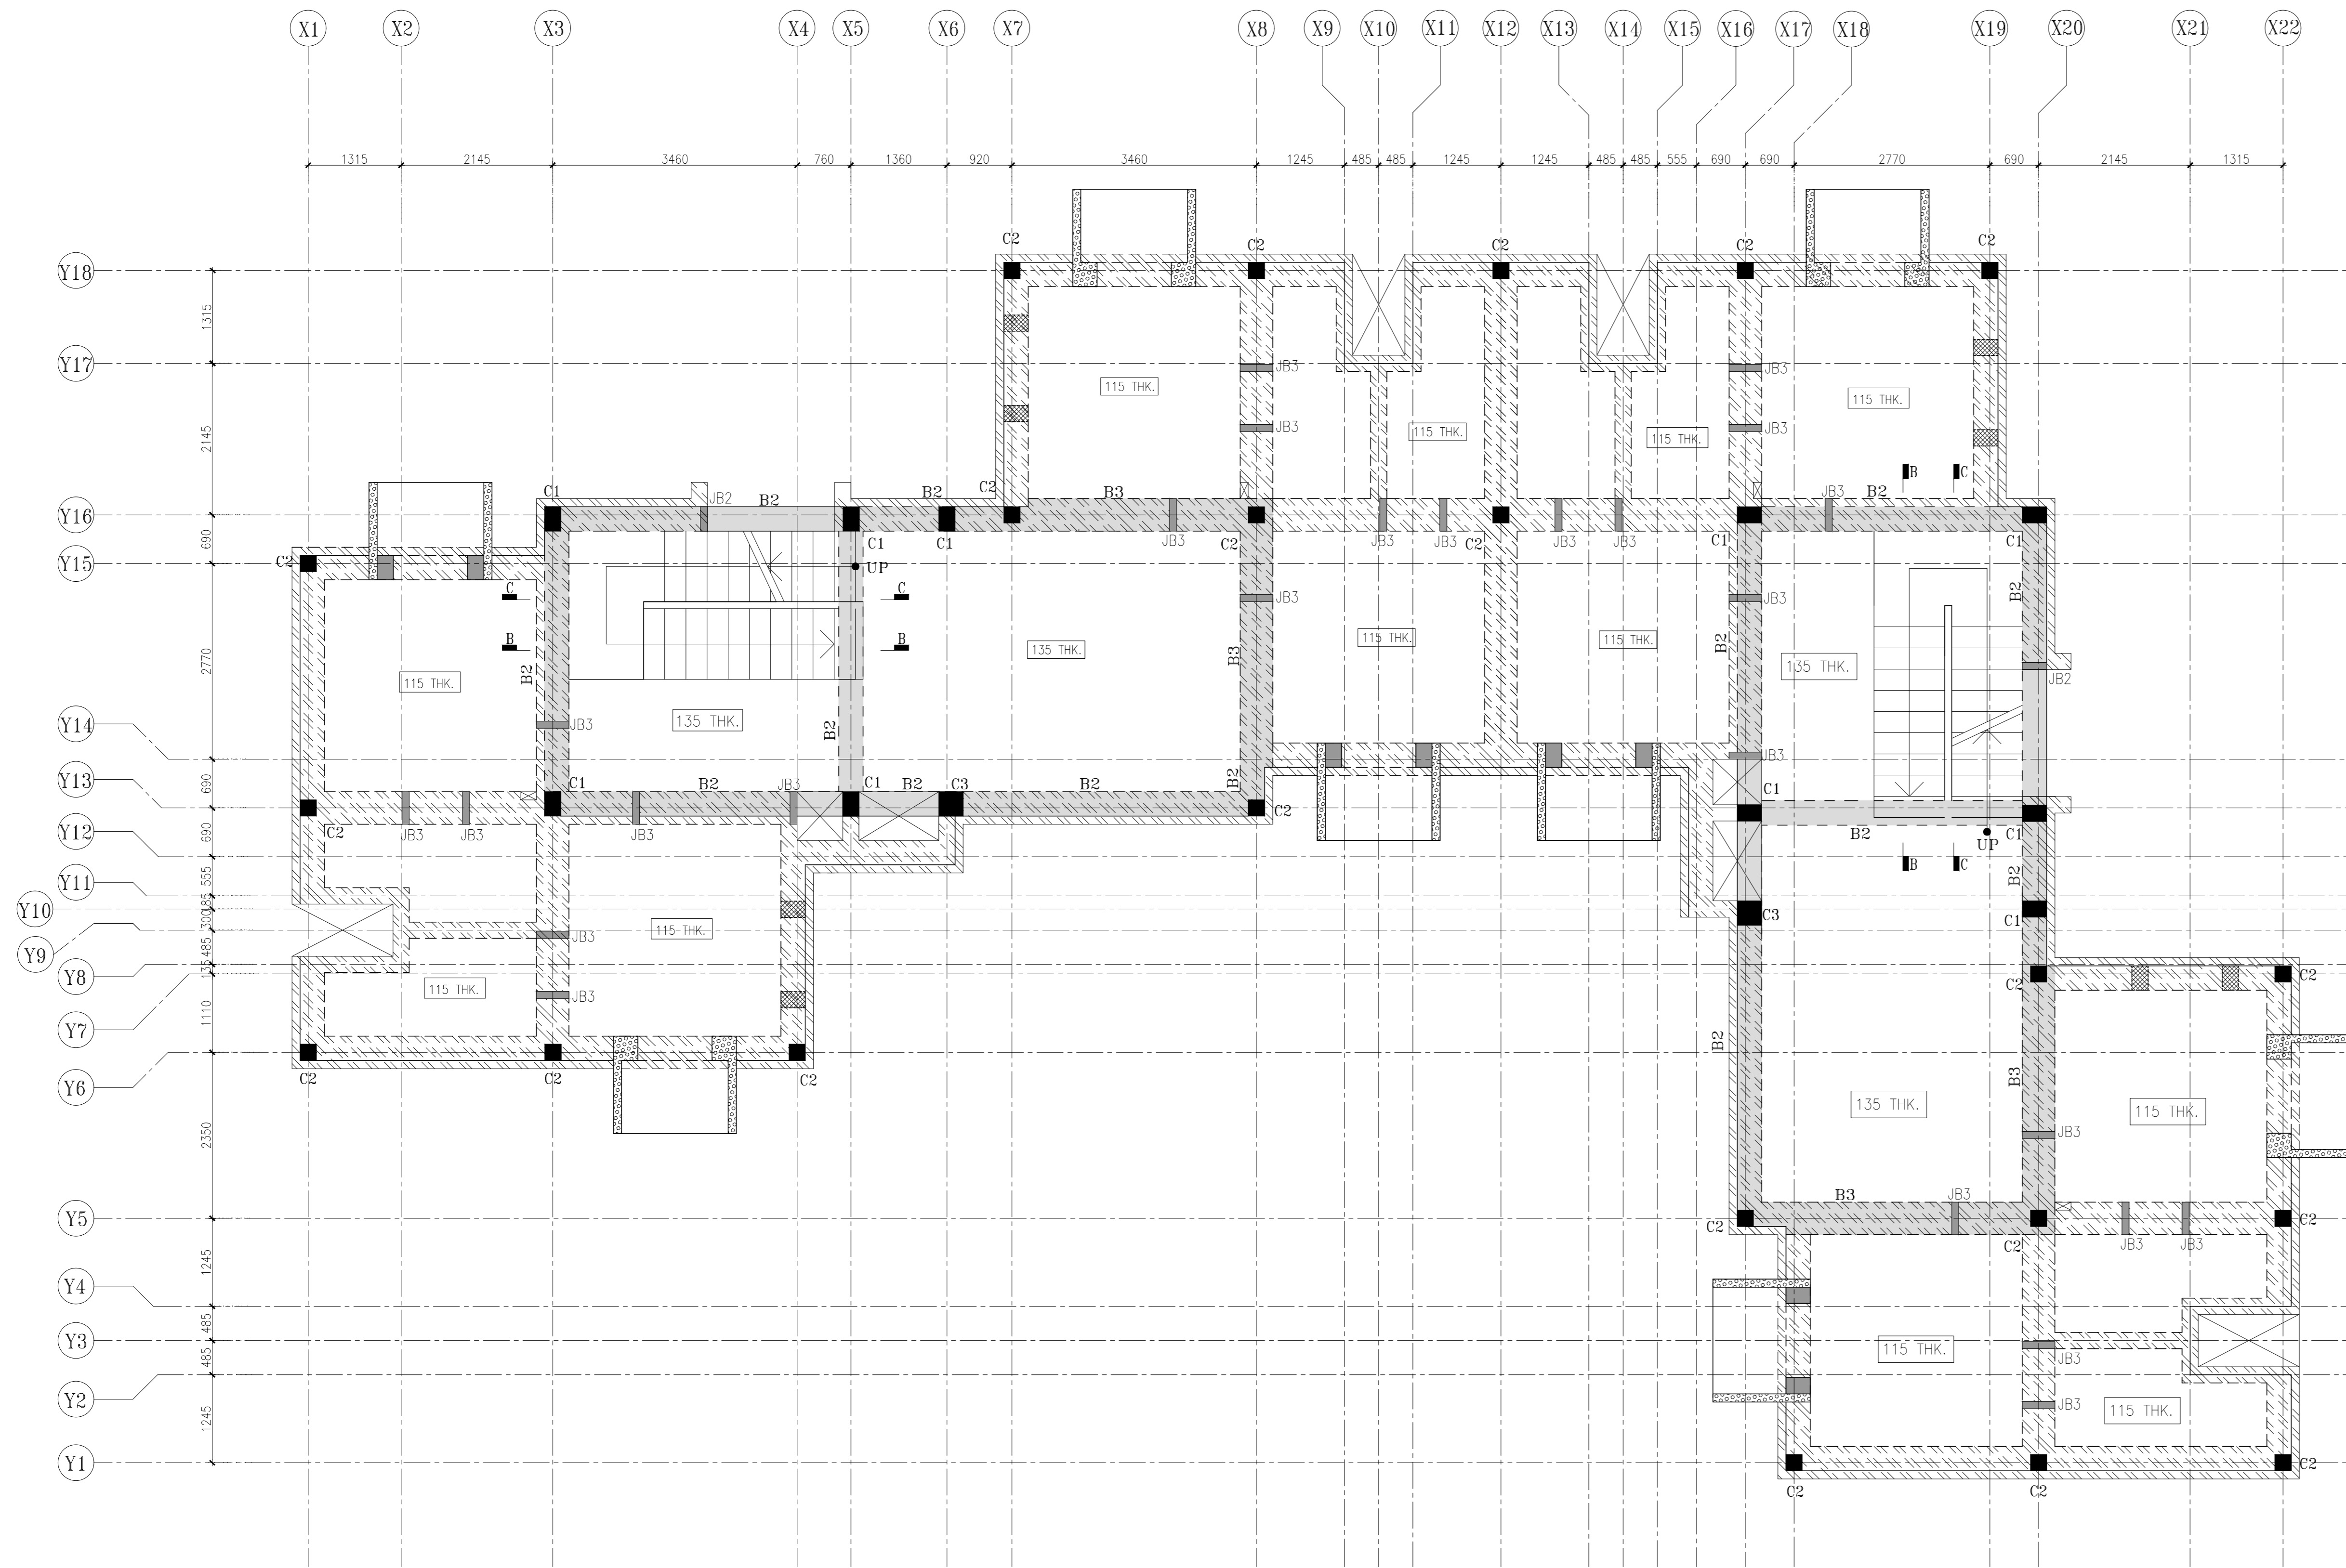 X1 X2 X3 X4 X5 X6 X7 X8 X9 X10 X11 X12 X13 X14 X15 X16 X17 X18 X19 X20 X21 X22
1315 2145 3460 760 1360 920 3460 1245 485 485 1245 1245 485 485 555 690 690 2770 690 2145 1315
C2 C2 C2 C2 C2
Y18
1315
Y17
JB3 JB3
115 THK. 115 THK.
2145
JB3 115 THK. 115 THK. JB3
B C
C1 JB2 B2 B2 C2 B3 JB3 B2
Y16
C1 C1 JB3 C2 JB3 JB3 C2 JB3 JB3 C1 C1
690
Y15 C2
UP
C C JB3 JB3 B2
B B 115 THK. 115 THK. B2
2770 135 THK. B3 135 THK.
115 THK. B2 JB2
135 THK.
Y14 JB3 B2
JB3
690
Y13 C1 B2 JB3 C1 B2 C3 B2 B2 C1
C2
Y12 690 C2 JB3 JB3 JB3 B2 UP C1
B C
555
Y11 B2
185
Y10 C3 C1
300
115 THK. JB3
Y9 485
Y8 135 C2 C2
115 THK. JB3
1110
Y7
B2
C2 C2 C2 B3
Y6
135 THK. 115 THK.
2350 JB3
B3 JB3
Y5 C2 C2 C2
JB3 JB3
1245
Y4
485
Y3 115 THK. JB3
485
Y2 JB3 115 THK.
1245
Y1 C2
C2 C2